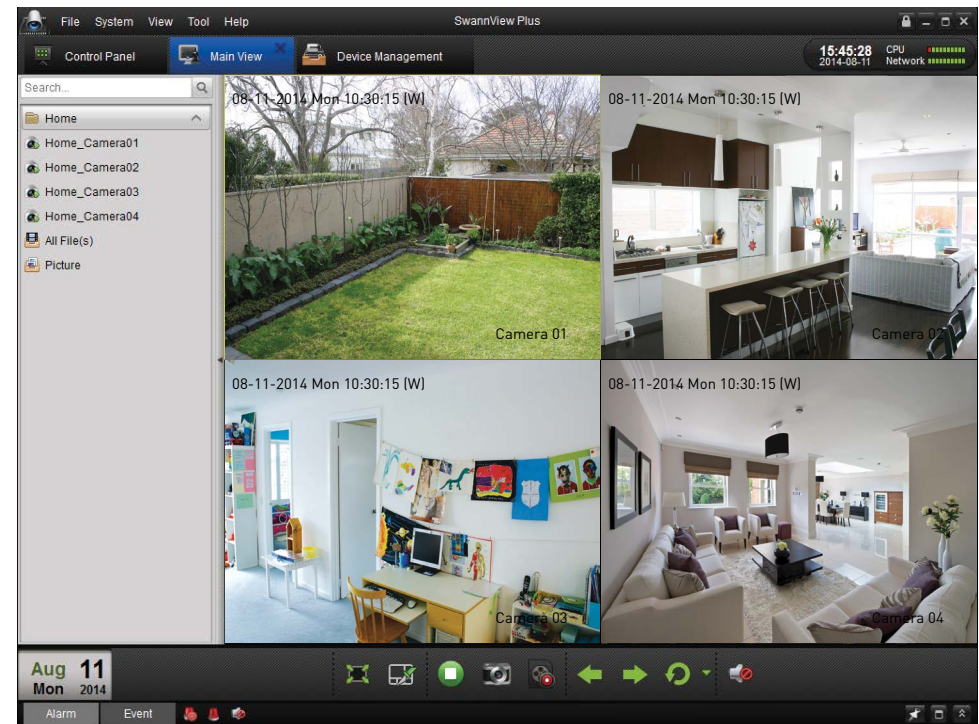 File System View Tool Help SwannView Plus
Control Panel Main View Device Management 15:45:28 CPU
2014-08-11 Network
Search...
Home
Home_Camera01
Home_Camera02
Home_Camera03
Home_Camera04
All File(s)
Picture
08-11-2014 Mon 10:30:15 (W)
Camera 01
08-11-2014 Mon 10:30:15 (W)
Camera 02
08-11-2014 Mon 10:30:15 (W)
Camera 03
08-11-2014 Mon 10:30:15 (W)
Camera 04
Aug 11
Mon 2014
Alarm Event